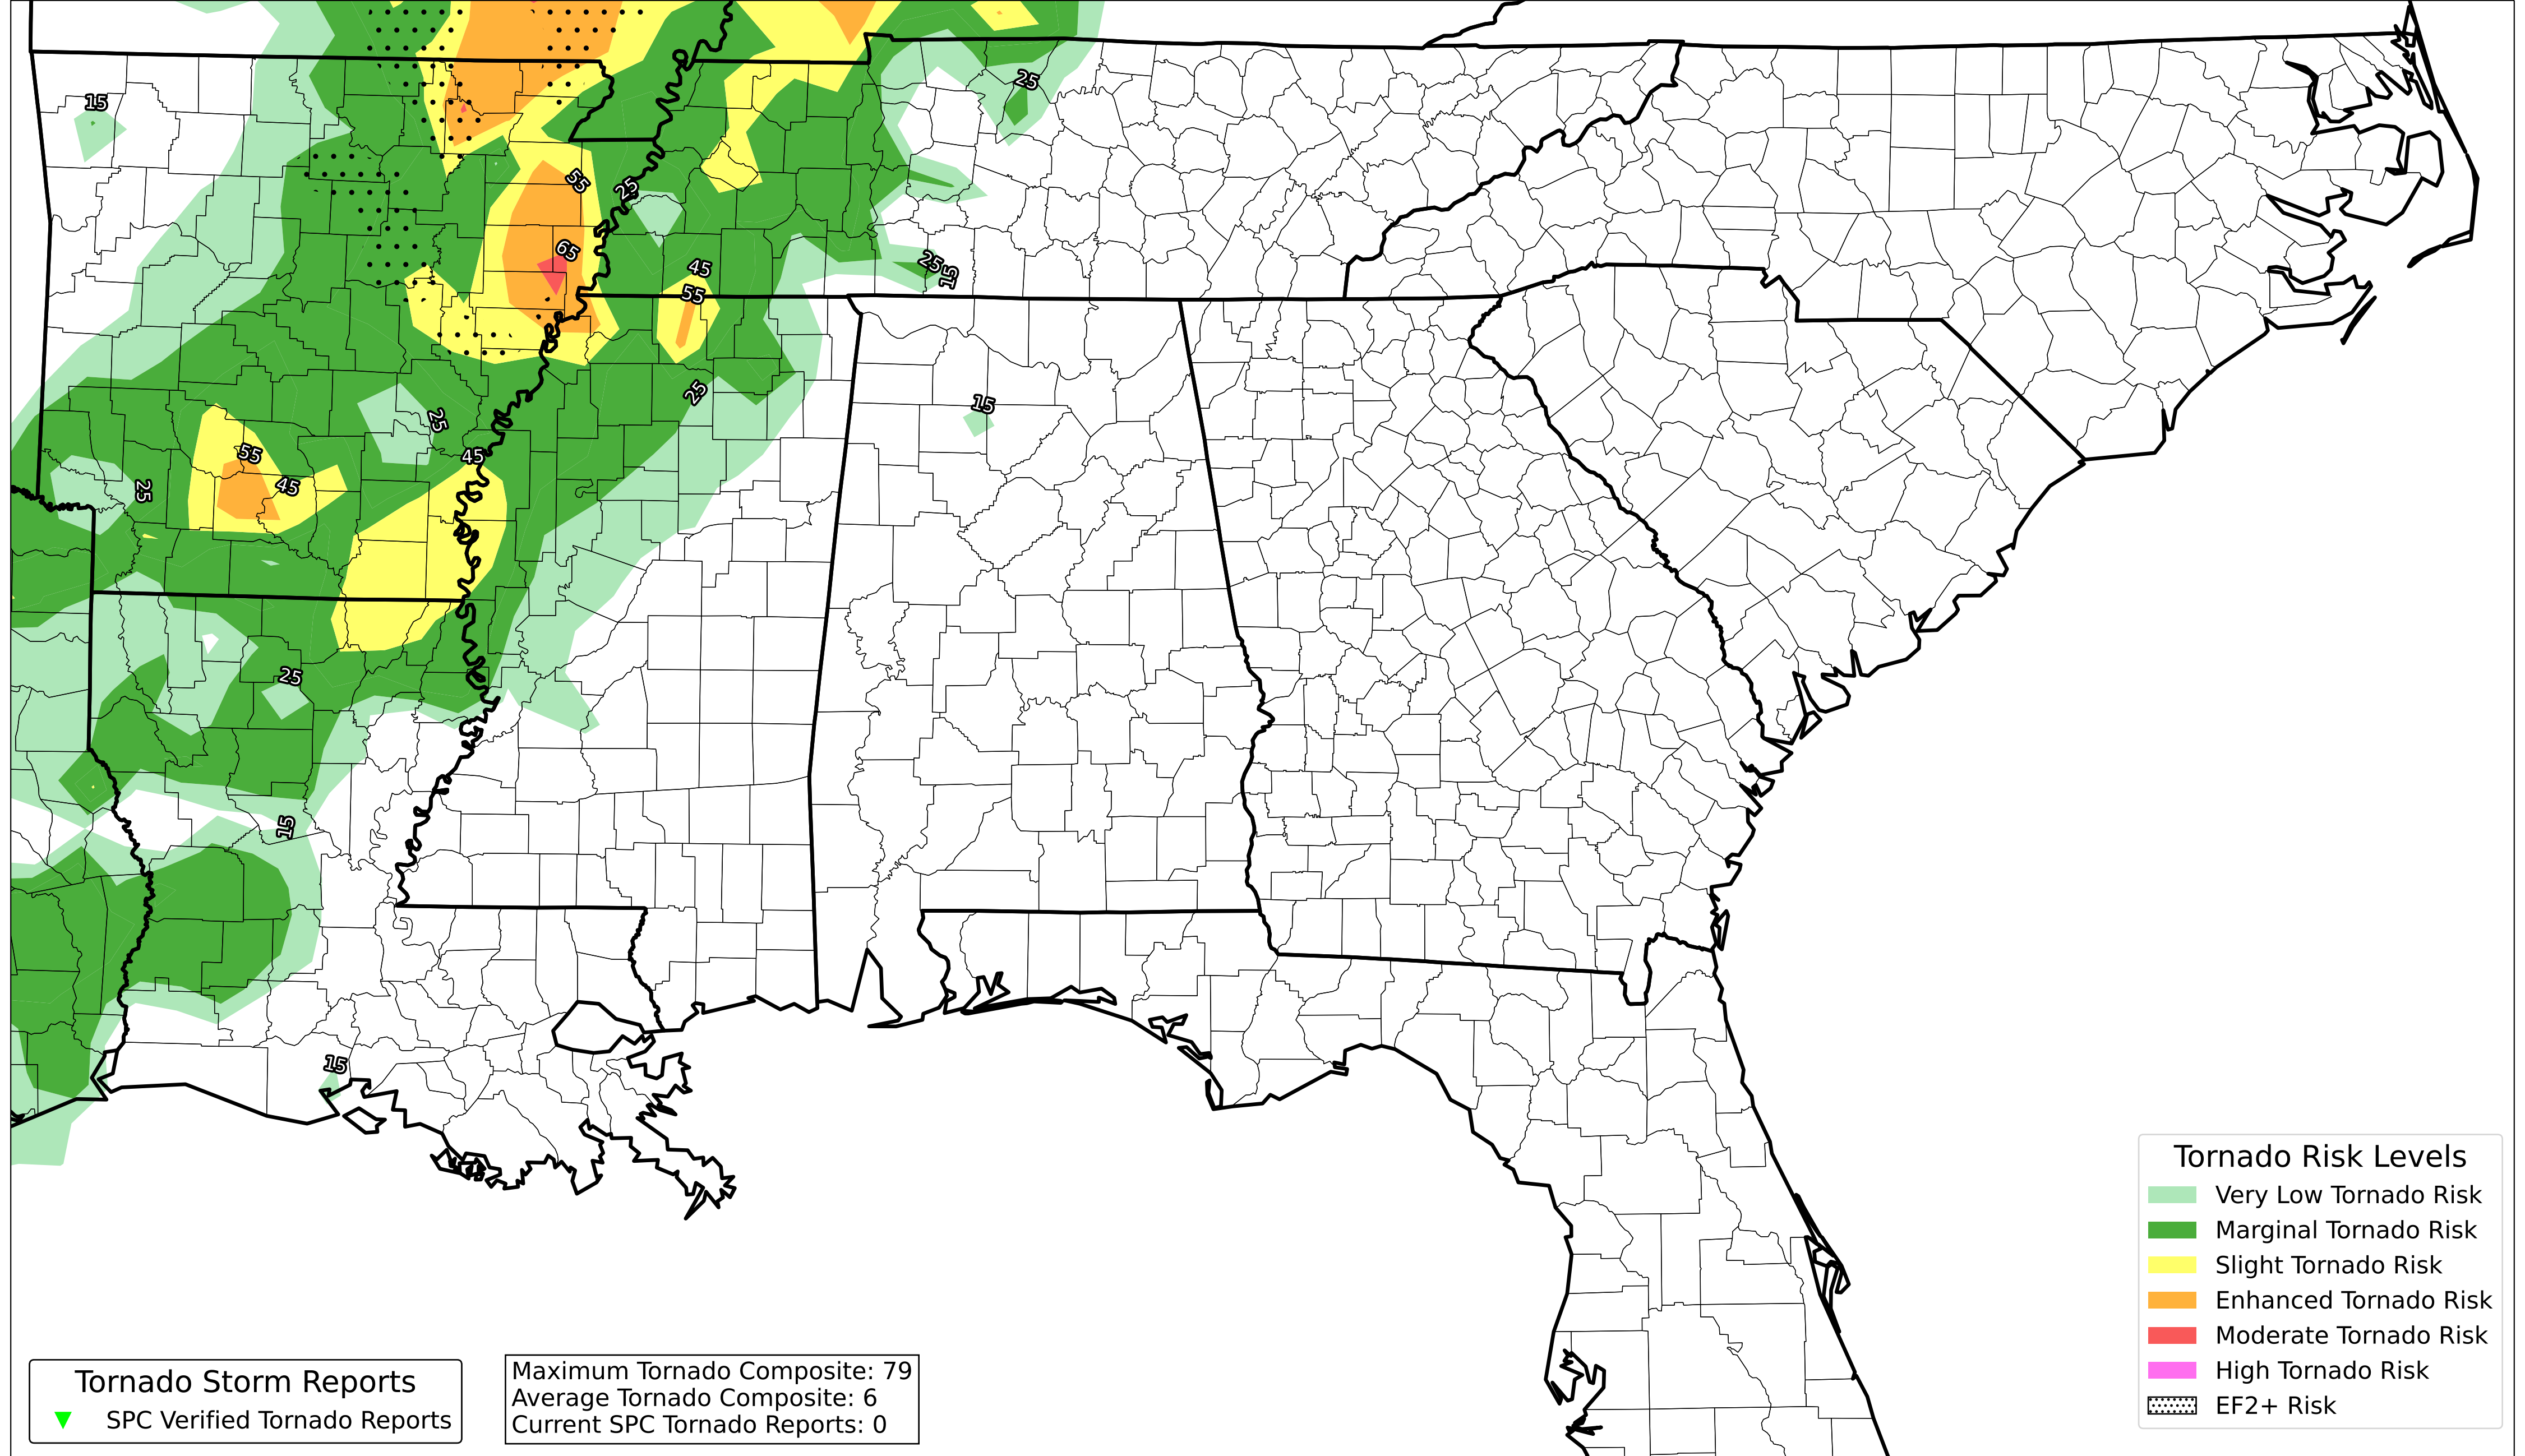 15
25
55
25
65
45
55
25
15
25
15
25
45
55
45
25
25
15
15
Tornado Risk Levels
Very Low Tornado Risk
Marginal Tornado Risk
Slight Tornado Risk
Enhanced Tornado Risk
Moderate Tornado Risk
High Tornado Risk
EF2+ Risk
Tornado Storm Reports
SPC Verified Tornado Reports
Maximum Tornado Composite: 79
Average Tornado Composite: 6
Current SPC Tornado Reports: 0